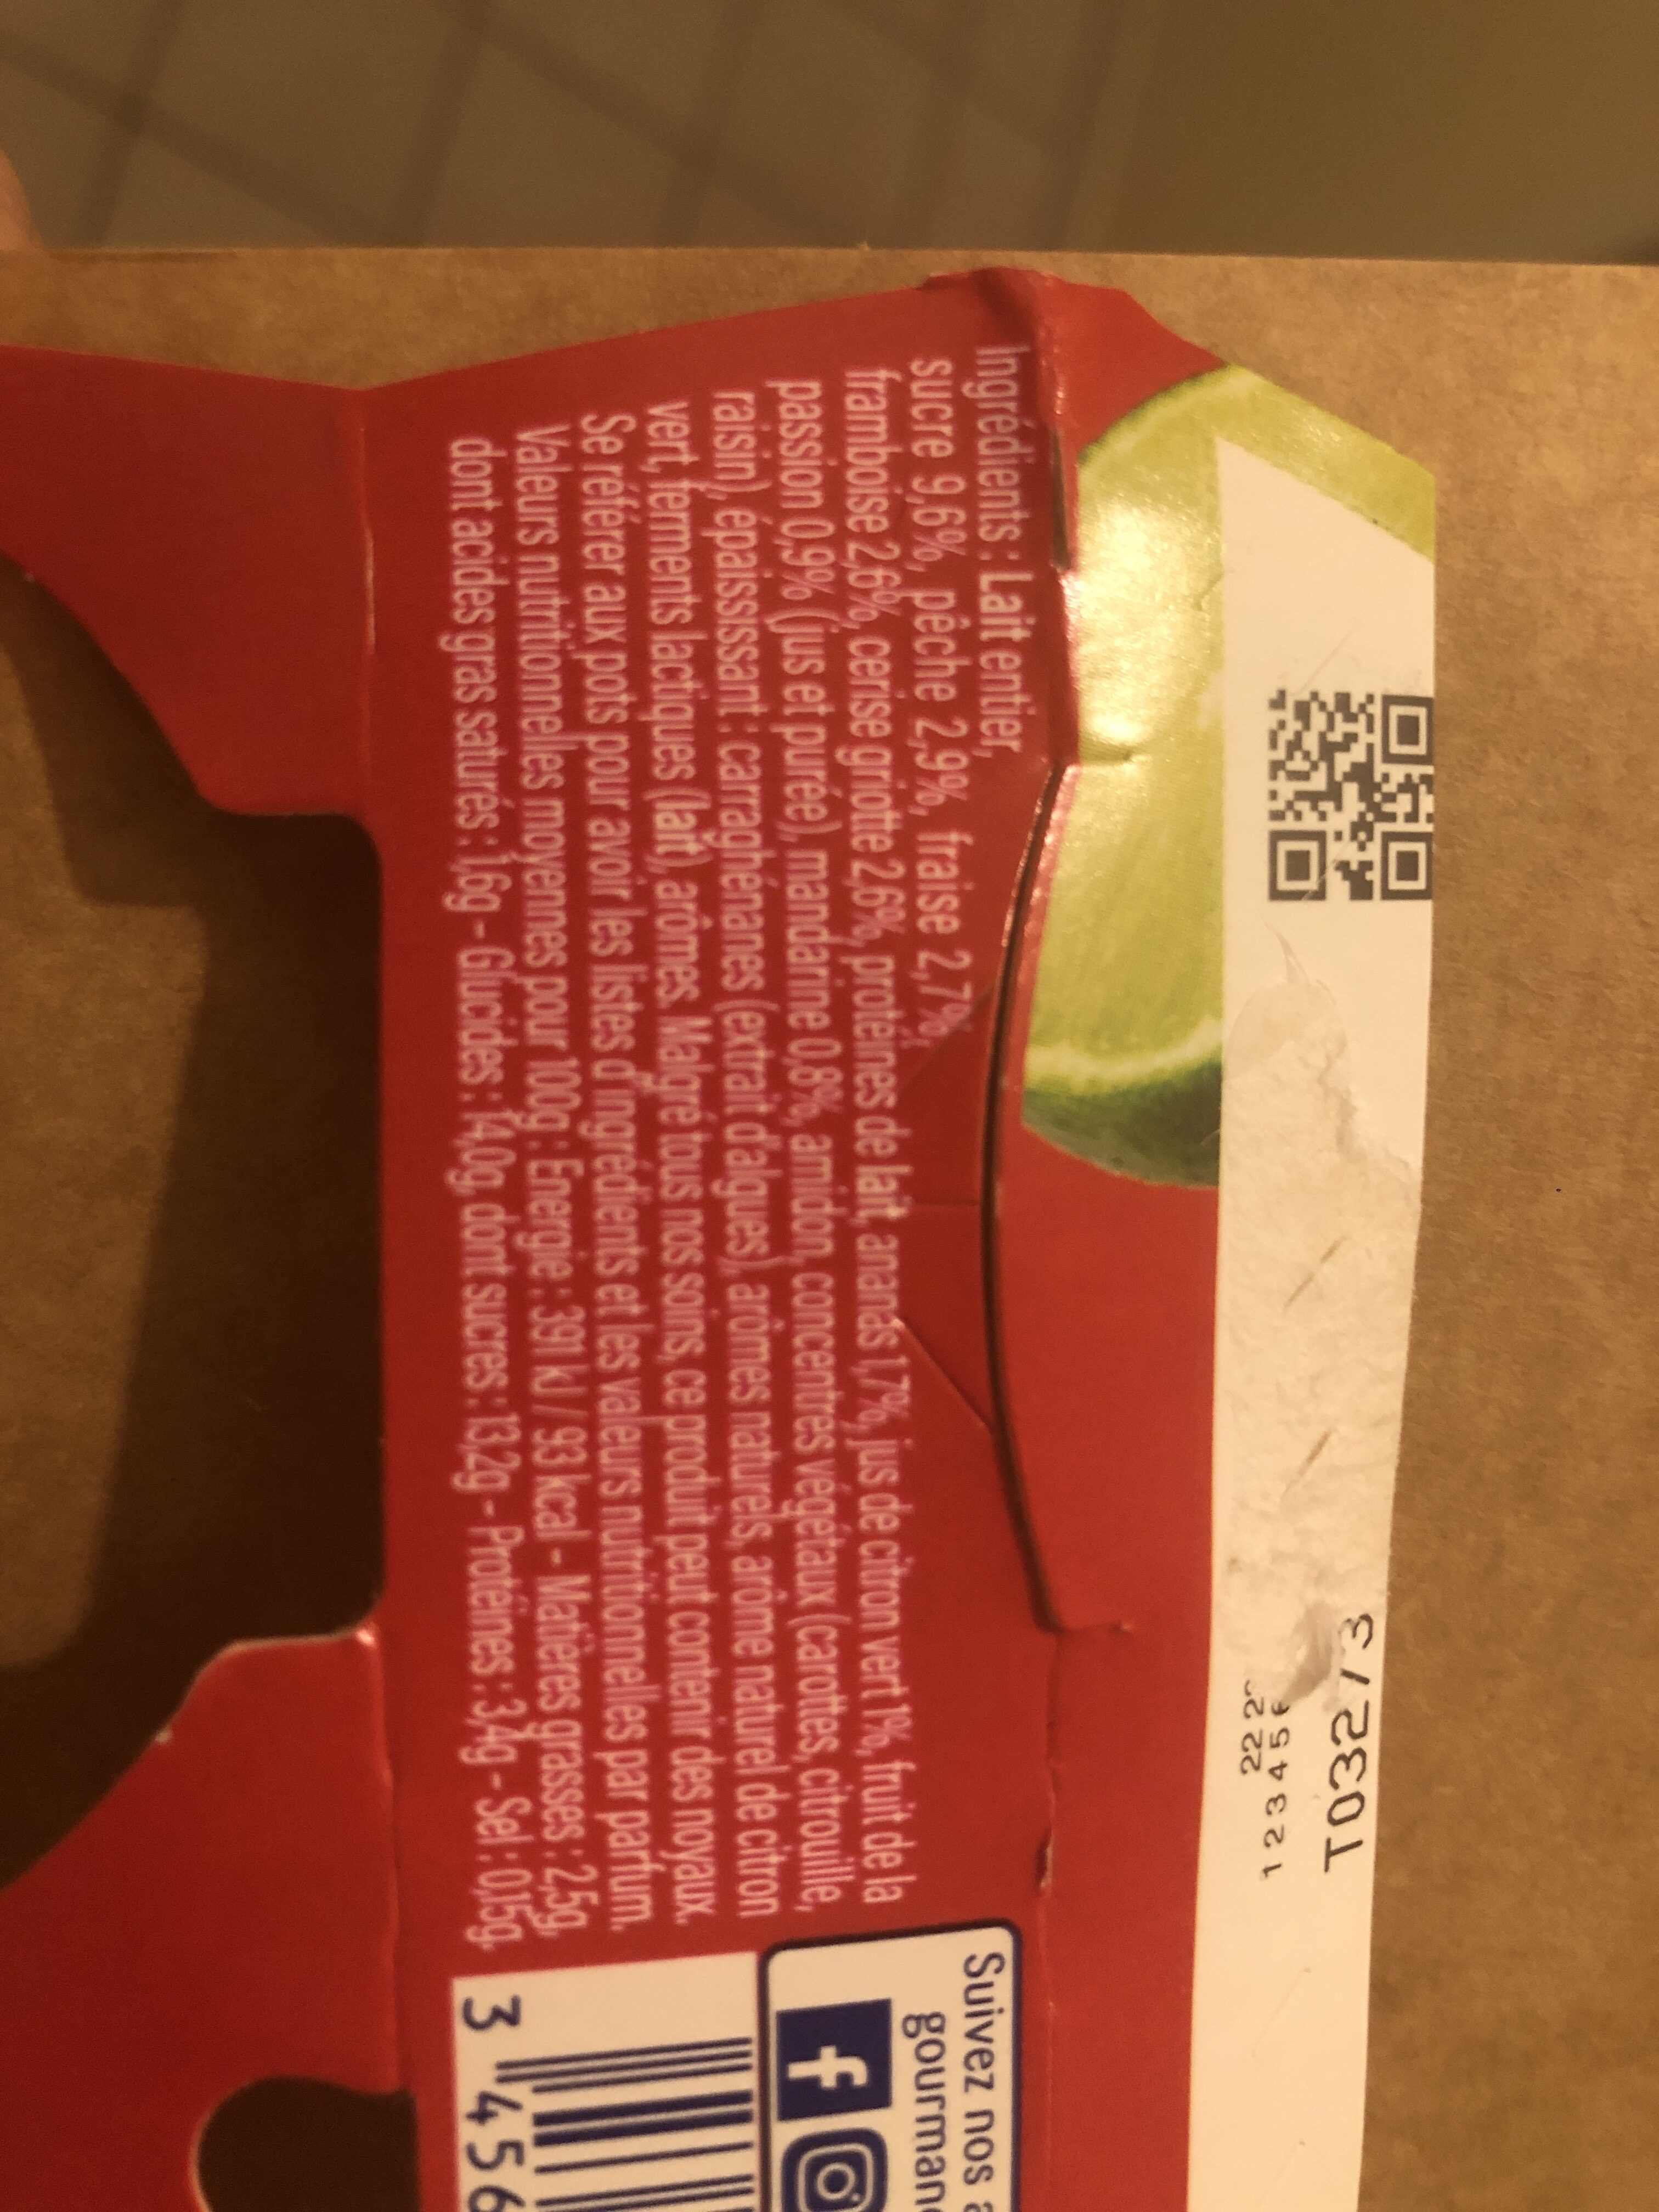 Ingrédients : Lait entier,
sucre 9,6%, pêche 2,9%, fraise 2,7%,
framboise 2,6%, cerise griotte 2,6%, protéines de lait, ananas 1,7%, jus de citron vert 1%, fruit de la
passion 0,9% (jus et purée), mandarine 0,8%, amidon, concentrés végétaux (carottes, citrouille,
raisin), épaississant : carraghénanes (extrait d'algues), arômes naturels, arôme naturel de citron
vert, ferments lactiques (lait), arômes. Malgré tous nos soins, ce produit peut contenir des noyaux.
Se référer aux pots pour avoir les listes d'ingrédients et les valeurs nutritionnelles par parfum.
Valeurs nutritionnelles moyennes pour 100g : Energie : 391 kJ / 93 kcal - Matières grasses : 2,5g,
dont acides gras saturés : 1,6g - Glucides : 14,0g, dont sucres : 13,2g - Protéines : 3,4g - Sel : 0,15g.
Suivez nos
gourman
f
3 456
T03273
222
12345